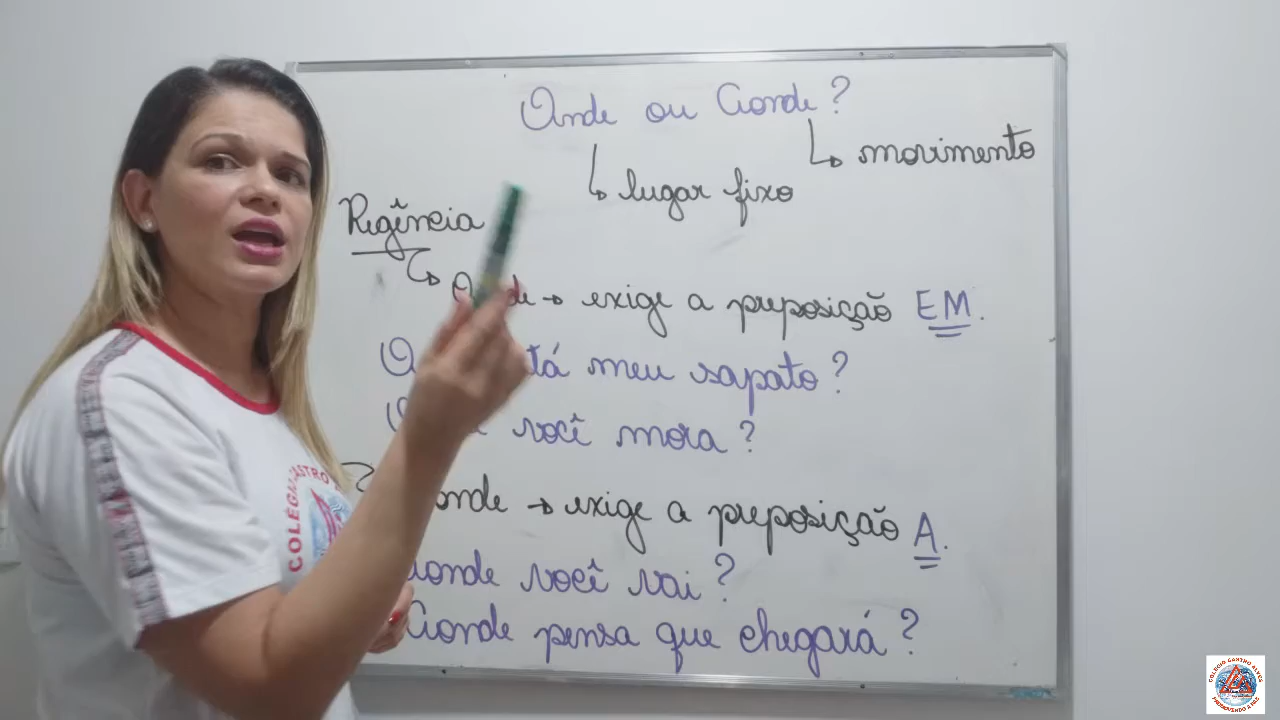 Onde ou Aonde?
movimento
lugar fixo
Regência
exige a preposição EM.
meu sapato?
você mora?
exige a preposição A.
Aonde você vai?
Aonde pensa que chegará?